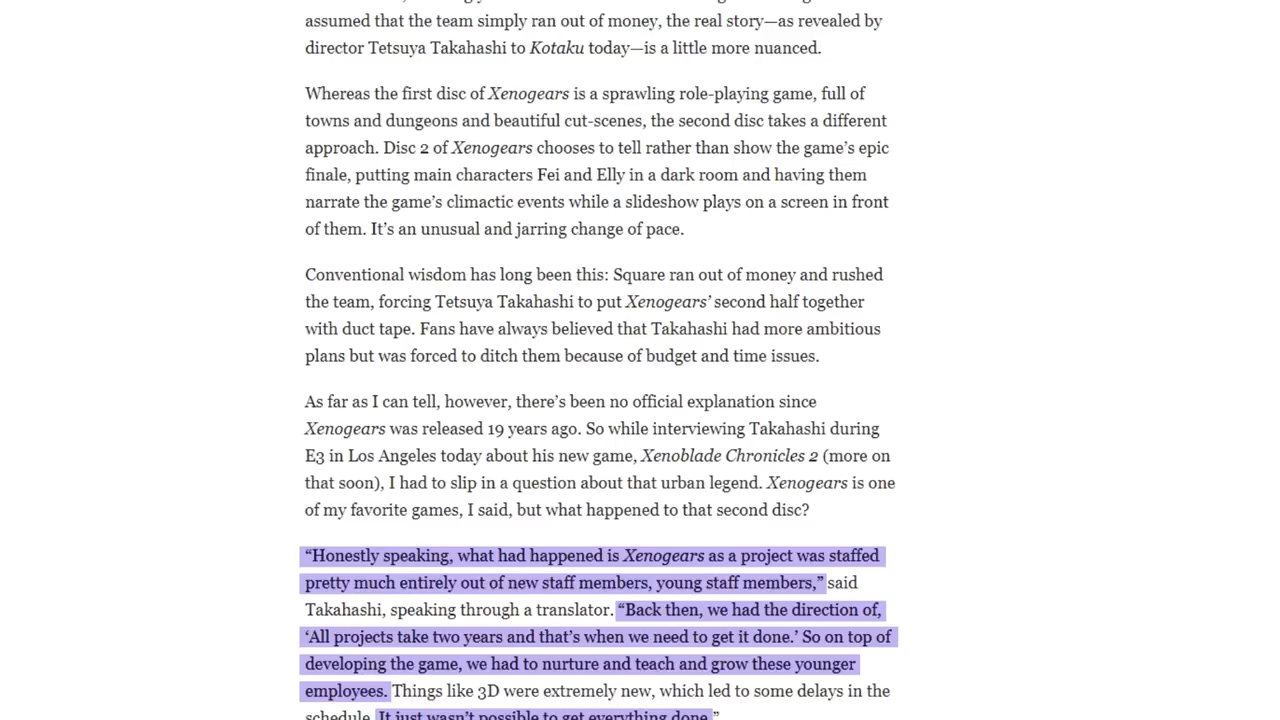 assumed that the team simply ran out of money, the real story—as revealed by
director Tetsuya Takahashi to Kotaku today—is a little more nuanced.
Whereas the first disc of Xenogears is a sprawling role-playing game, full of
towns and dungeons and beautiful cut-scenes, the second disc takes a different
approach. Disc 2 of Xenogears chooses to tell rather than show the game's epic
finale, putting main characters Fei and Elly in a dark room and having them
narrate the game's climactic events while a slideshow plays on a screen in front
of them. It's an unusual and jarring change of pace.
Conventional wisdom has long been this: Square ran out of money and rushed
the team, forcing Tetsuya Takahashi to put Xenogears' second half together
with duct tape. Fans have always believed that Takahashi had more ambitious
plans but was forced to ditch them because of budget and time issues.
As far as I can tell, however, there's been no official explanation since
Xenogears was released 19 years ago. So while interviewing Takahashi during
E3 in Los Angeles today about his new game, Xenoblade Chronicles 2 (more on
that soon), I had to slip in a question about that urban legend. Xenogears is one
of my favorite games, I said, but what happened to that second disc?
“Honestly speaking, what had happened is Xenogears as a project was staffed
pretty much entirely out of new staff members, young staff members,” said
Takahashi, speaking through a translator. “Back then, we had the direction of,
‘All projects take two years and that's when we need to get it done.’ So on top of
developing the game, we had to nurture and teach and grow these younger
employees. Things like 3D were extremely new, which led to some delays in the
schedule. It just wasn't possible to get everything done.”